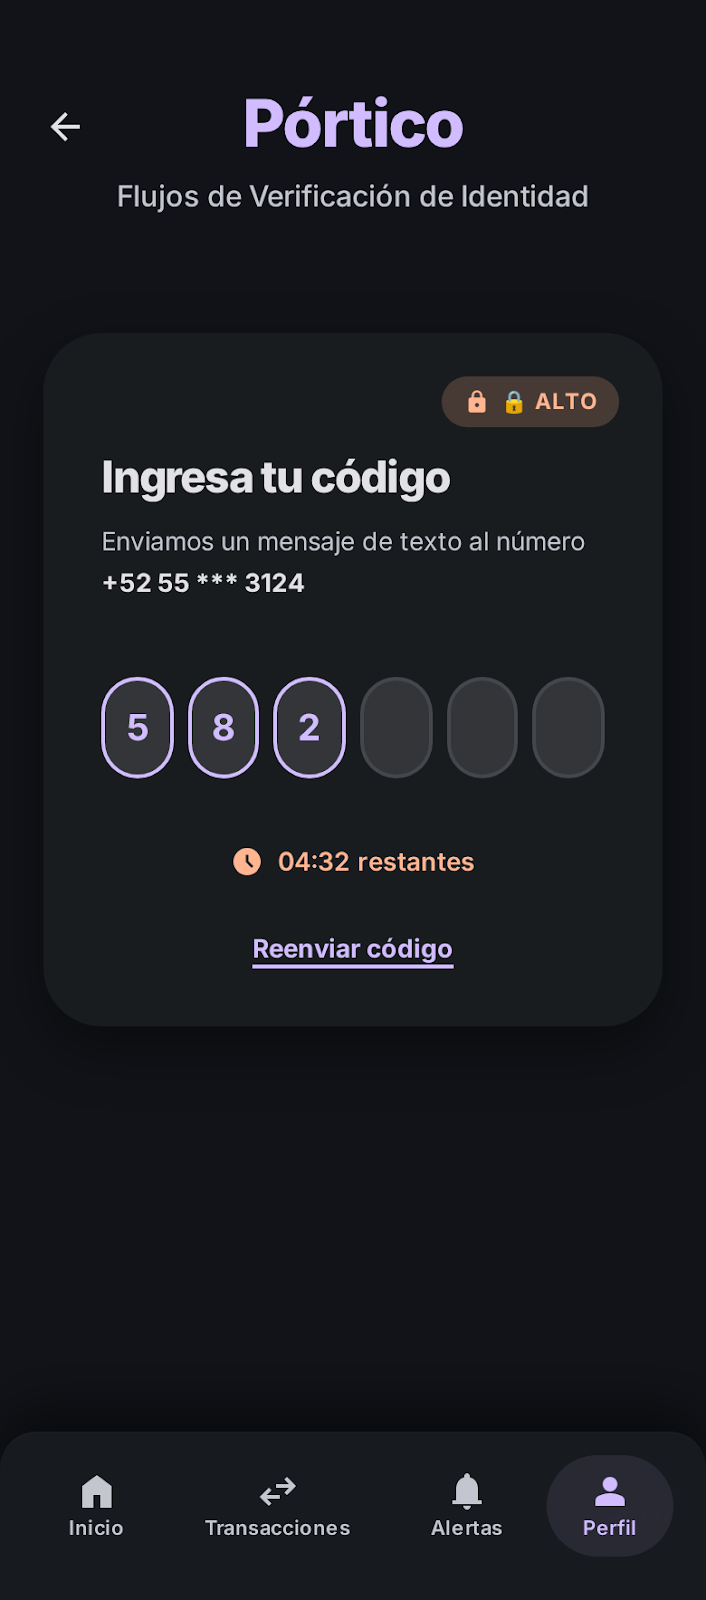 Pórtico
Flujos de Verificación de Identidad
🔒 ALTO
Ingresa tu código
Enviamos un mensaje de texto al número
+52 55 *** 3124
5 8 2
04:32 restantes
Reenviar código
Inicio Transacciones Alertas Perfil